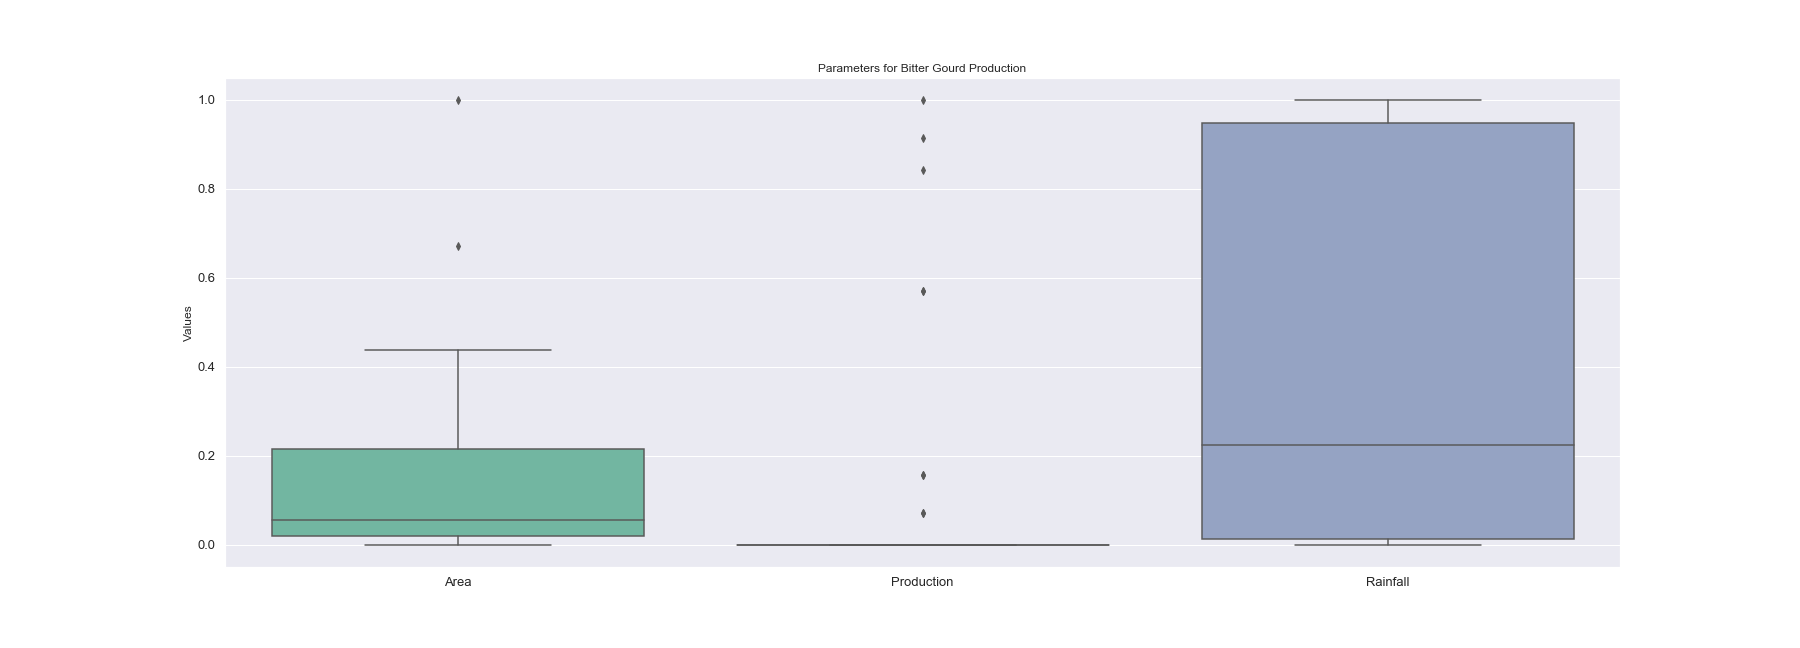 Parameters for Bitter Gourd Production
1.0
0.8
0.6
0.4
0.2
0.0
Values
Area
Production
Rainfall